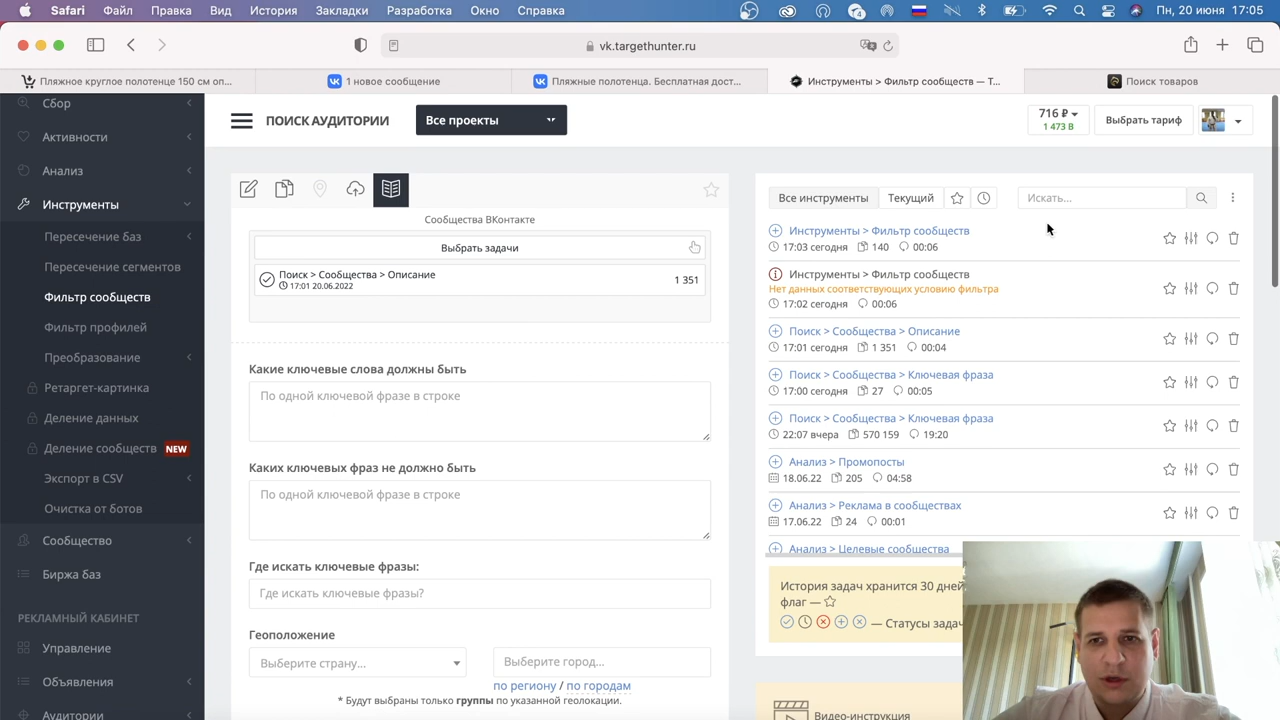 Safari Файл Правка Вид История Закладки Разработка Окно Справка
4
Пн, 20 июня 17:05
vk.targethunter.ru
Пляжное круглое полотенце 150 см оп...
1 новое сообщение
Пляжные полотенца. Бесплатная дост...
Инструменты > Фильтр сообществ — Т...
Поиск товаров
Сбор
Активности
Анализ
Инструменты
Пересечение баз
Пересечение сегментов
Фильтр сообществ
Фильтр профилей
Преобразование
Ретаргет-картинка
Деление данных
Деление сообществ NEW
Экспорт в CSV
Очистка от ботов
Сообщество
Биржа баз
РЕКЛАМНЫЙ КАБИНЕТ
Управление
Объявления
Аудитории
ПОИСК АУДИТОРИИ
Все проекты
716 ₽
1 473 B
Выбрать тариф
Сообщества ВКонтакте
Выбрать задачи
Поиск > Сообщества > Описание
17:01 20.06.2022
1 351
Какие ключевые слова должны быть
По одной ключевой фразе в строке
Каких ключевых фраз не должно быть
По одной ключевой фразе в строке
Где искать ключевые фразы:
Где искать ключевые фразы?
Геоположение
Выберите страну...
Выберите город...
по региону / по городам
* Будут выбраны только группы по указанной геолокации.
Все инструменты
Текущий
Искать...
Инструменты > Фильтр сообществ
17:03 сегодня 140 00:06
Инструменты > Фильтр сообществ
Нет данных соответствующих условию фильтра
17:02 сегодня 00:06
Поиск > Сообщества > Описание
17:01 сегодня 1 351 00:04
Поиск > Сообщества > Ключевая фраза
17:00 сегодня 27 00:05
Поиск > Сообщества > Ключевая фраза
22:07 вчера 570 159 19:20
Анализ > Промопосты
18.06.22 205 04:58
Анализ > Реклама в сообществах
17.06.22 24 00:01
Анализ > Целевые сообщества
История задач хранится 30 дней
флаг —
— Статусы задач
Видео-инструкция